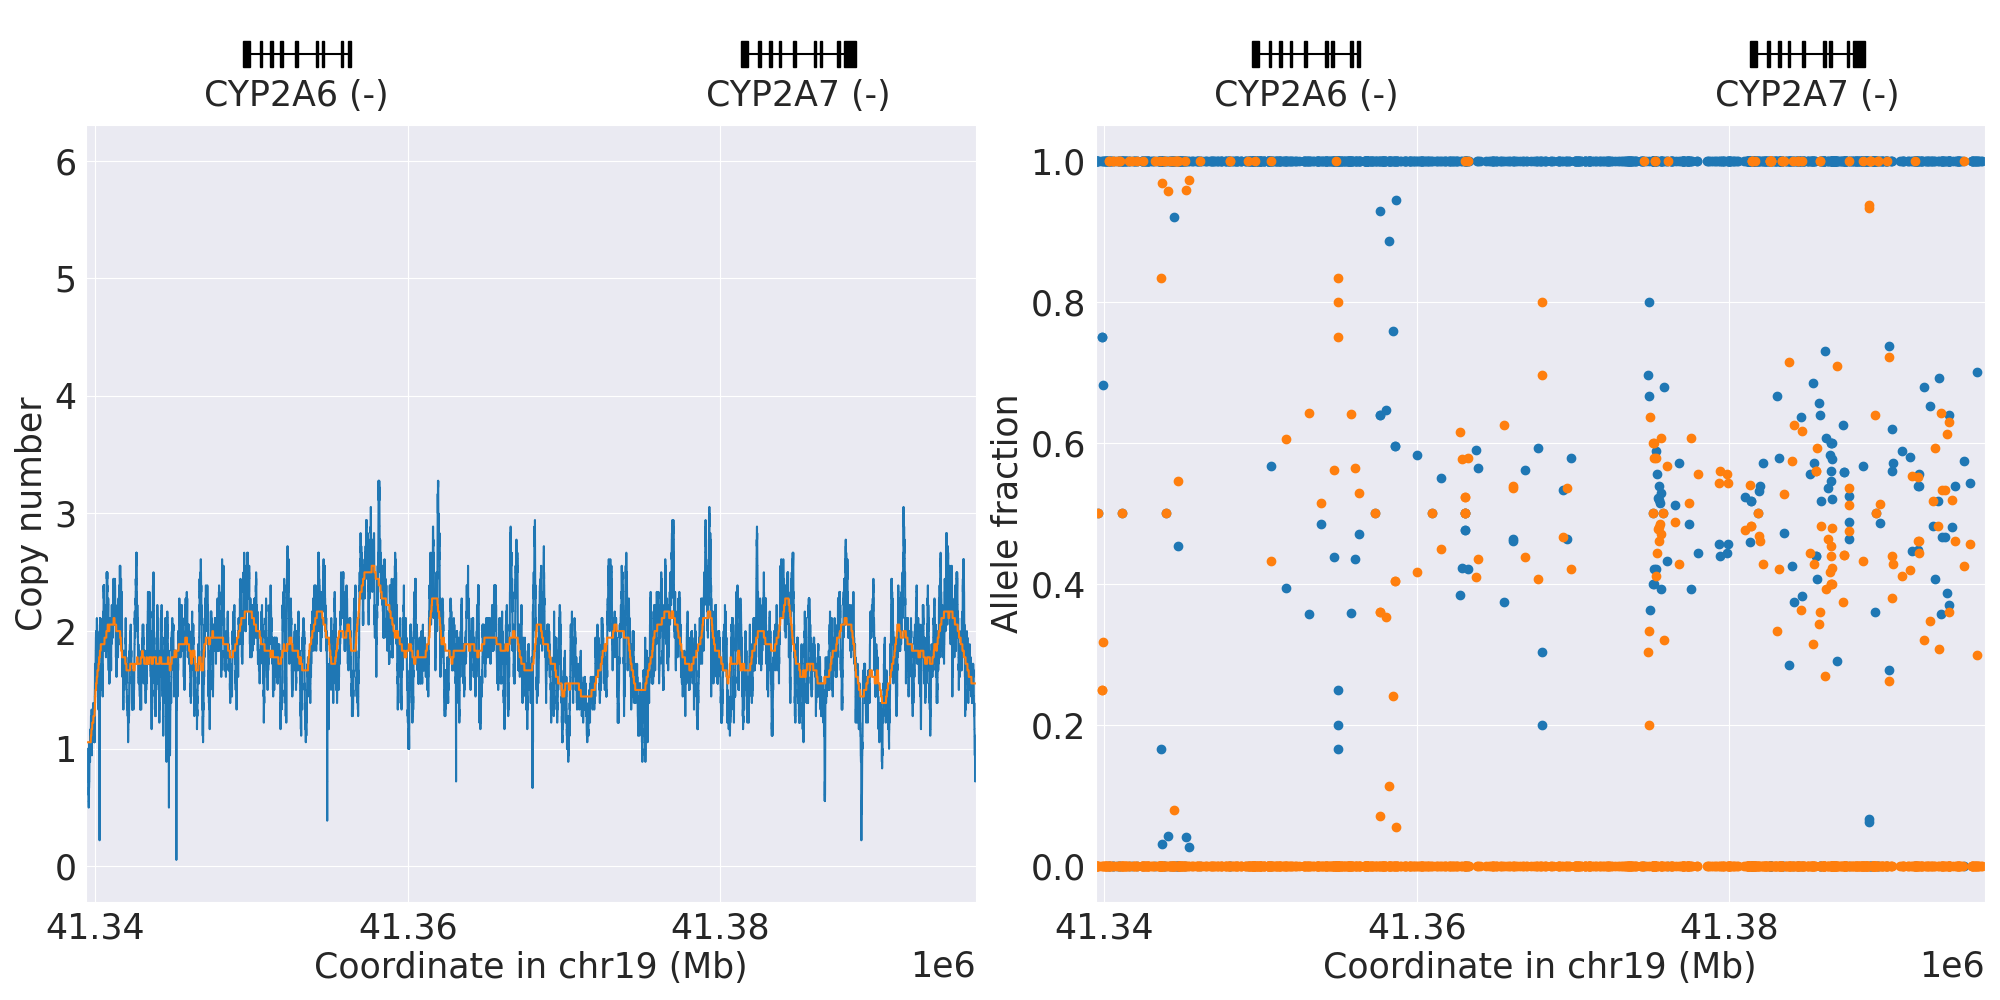 CYP2A6 (-)
CYP2A7 (-)
CYP2A6 (-)
CYP2A7 (-)
6
5
4
3
2
1
0
Copy number
41.34
41.36
41.38
Coordinate in chr19 (Mb)
1e6
1.0
0.8
0.6
0.4
0.2
0.0
Allele fraction
41.34
41.36
41.38
Coordinate in chr19 (Mb)
1e6